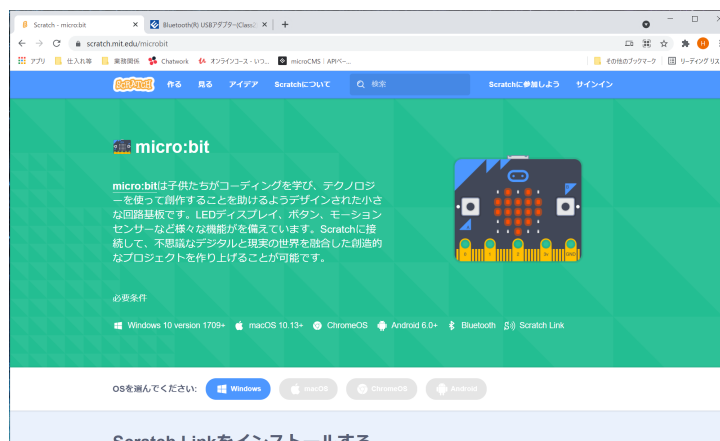 Scratch - micro:bit
Bluetooth(R) USBアダプター(Class2
scratch.mit.edu/microbit
アプリ 仕入れ等 業務関係 Chatwork オンラインコース - いつ... microCMS | APIベ... その他のブックマーク リーディング リス
SCRATCH 作る 見る アイデア Scratchについて 検索 Scratchに参加しよう サインイン
micro:bit
micro:bitは子供たちがコーディングを学び、テクノロジ
ーを使って創作することを助けるようデザインされた小さ
な回路基板です。LEDディスプレイ、ボタン、モーション
センサーなど様々な機能がを備えています。Scratchに接
続して、不思議なデジタルと現実の世界を融合した創造的
なプロジェクトを作り上げることが可能です。
必要条件
Windows 10 version 1709+ macOS 10.13+ ChromeOS Android 6.0+ Bluetooth Scratch Link
OSを選んでください: Windows macOS ChromeOS Android
Scratch Linkをインストールする